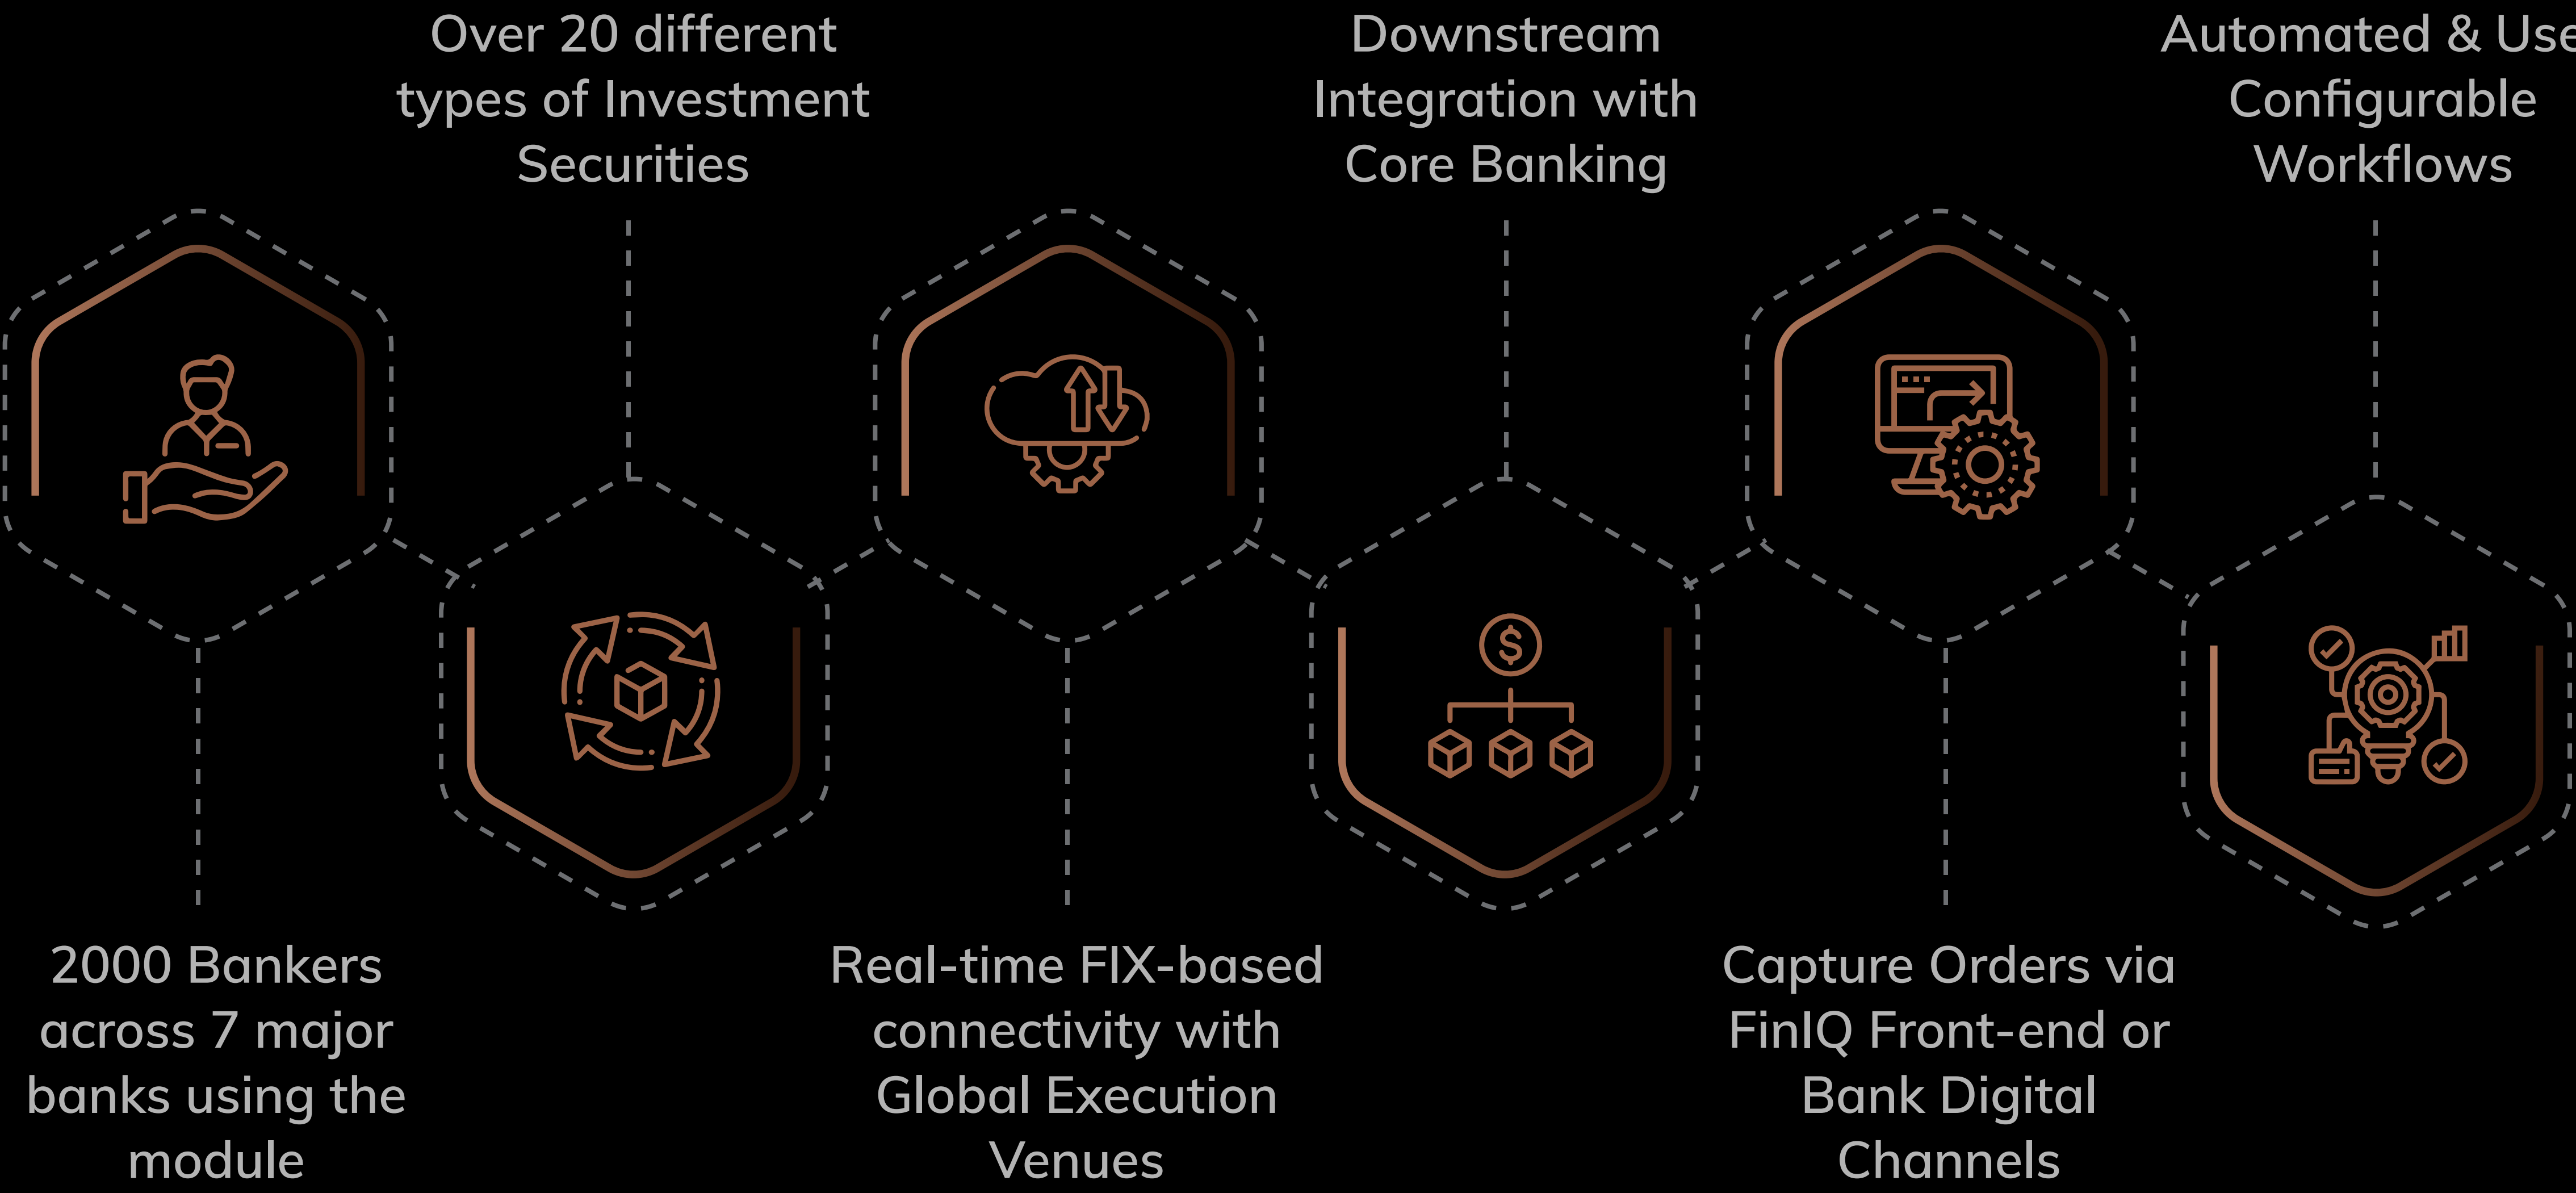 Over 20 different
types of Investment
Securities
Downstream
Integration with
Core Banking
Automated & Use
Configurable
Workflows
2000 Bankers
across 7 major
banks using the
module
Real-time FIX-based
connectivity with
Global Execution
Venues
Capture Orders via
FinIQ Front-end or
Bank Digital
Channels